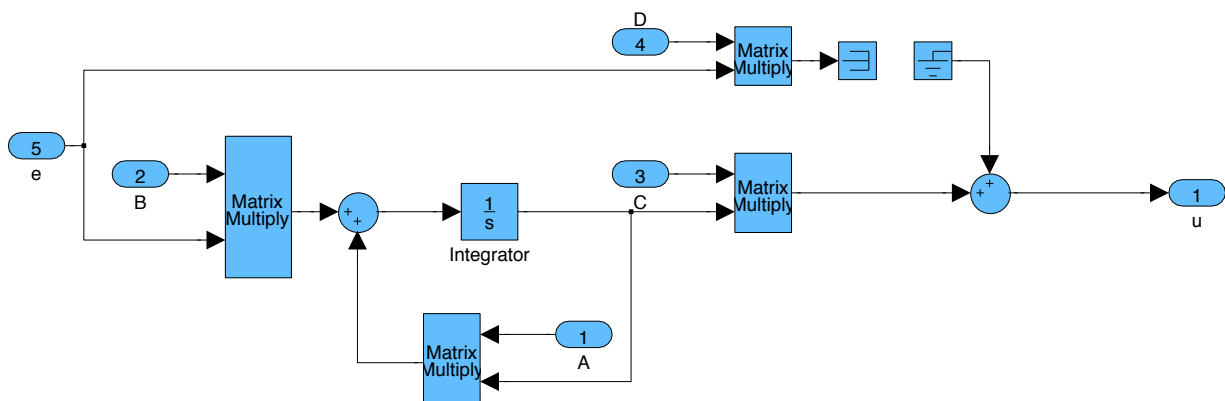 D
4
Matrix
Multiply
5
e
2
B
Matrix
Multiply
+
+
1
s
Integrator
3
C
Matrix
Multiply
+
+
1
u
Matrix
Multiply
1
A